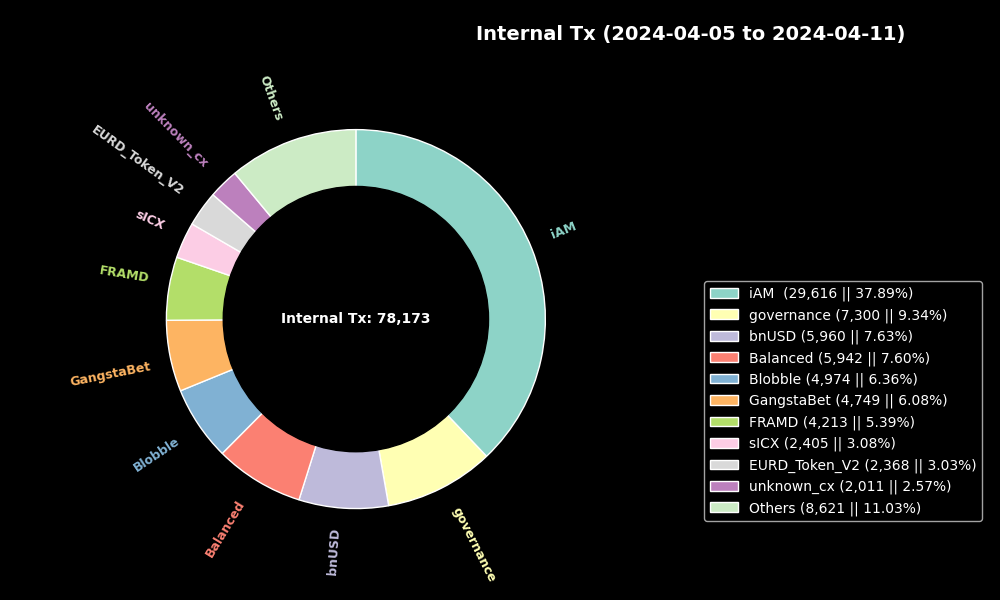 Internal Tx (2024-04-05 to 2024-04-11)
Others
unknown_cx
EURD_Token_V2
sICX
FRAMD
GangstaBet
Blobble
Balanced
bnUSD
governance
iAM
Internal Tx: 78,173
iAM  (29,616 || 37.89%)
governance (7,300 || 9.34%)
bnUSD (5,960 || 7.63%)
Balanced (5,942 || 7.60%)
Blobble (4,974 || 6.36%)
GangstaBet (4,749 || 6.08%)
FRAMD (4,213 || 5.39%)
sICX (2,405 || 3.08%)
EURD_Token_V2 (2,368 || 3.03%)
unknown_cx (2,011 || 2.57%)
Others (8,621 || 11.03%)